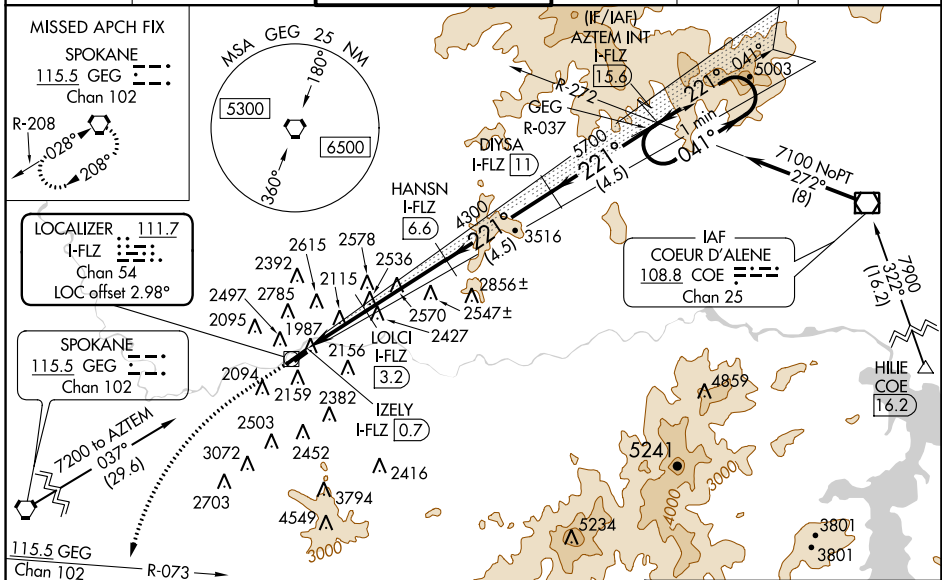 MISSED APCH FIX
SPOKANE
115.5 GEG
Chan 102
R-208
028°
208°
MSA GEG 25 NM
180°
5300
6500
360°
(IF/IAF)
AZTEM INT
I-FLZ
15.6
R-272
GEG
R-037
221°
041°
5003
1 min
041°
5700
221°
(4.5)
DIYSA
I-FLZ 11
7100 NoPT
272°
(8)
HANSN
I-FLZ
6.6
4300
221°
(4.5)
3516
IAF
COEUR D'ALENE
108.8 COE
Chan 25
7900
322°
(16.2)
HILIE
COE
16.2
LOCALIZER 111.7
I-FLZ
Chan 54
LOC offset 2.98°
2392
2615
2578
2115
2536
2856±
2785
2570
2547±
2497
2427
2095
1987
LOLCI
I-FLZ
3.2
2156
SPOKANE
115.5 GEG
Chan 102
2094
2159
2382
IZELY
I-FLZ 0.7
2503
2452
3072
2416
2703
3794
4549
3000
7200 to AZTEM
037°
(29.6)
115.5 GEG
Chan 102
R-073
4859
5241
4000
3000
5234
3801
3801